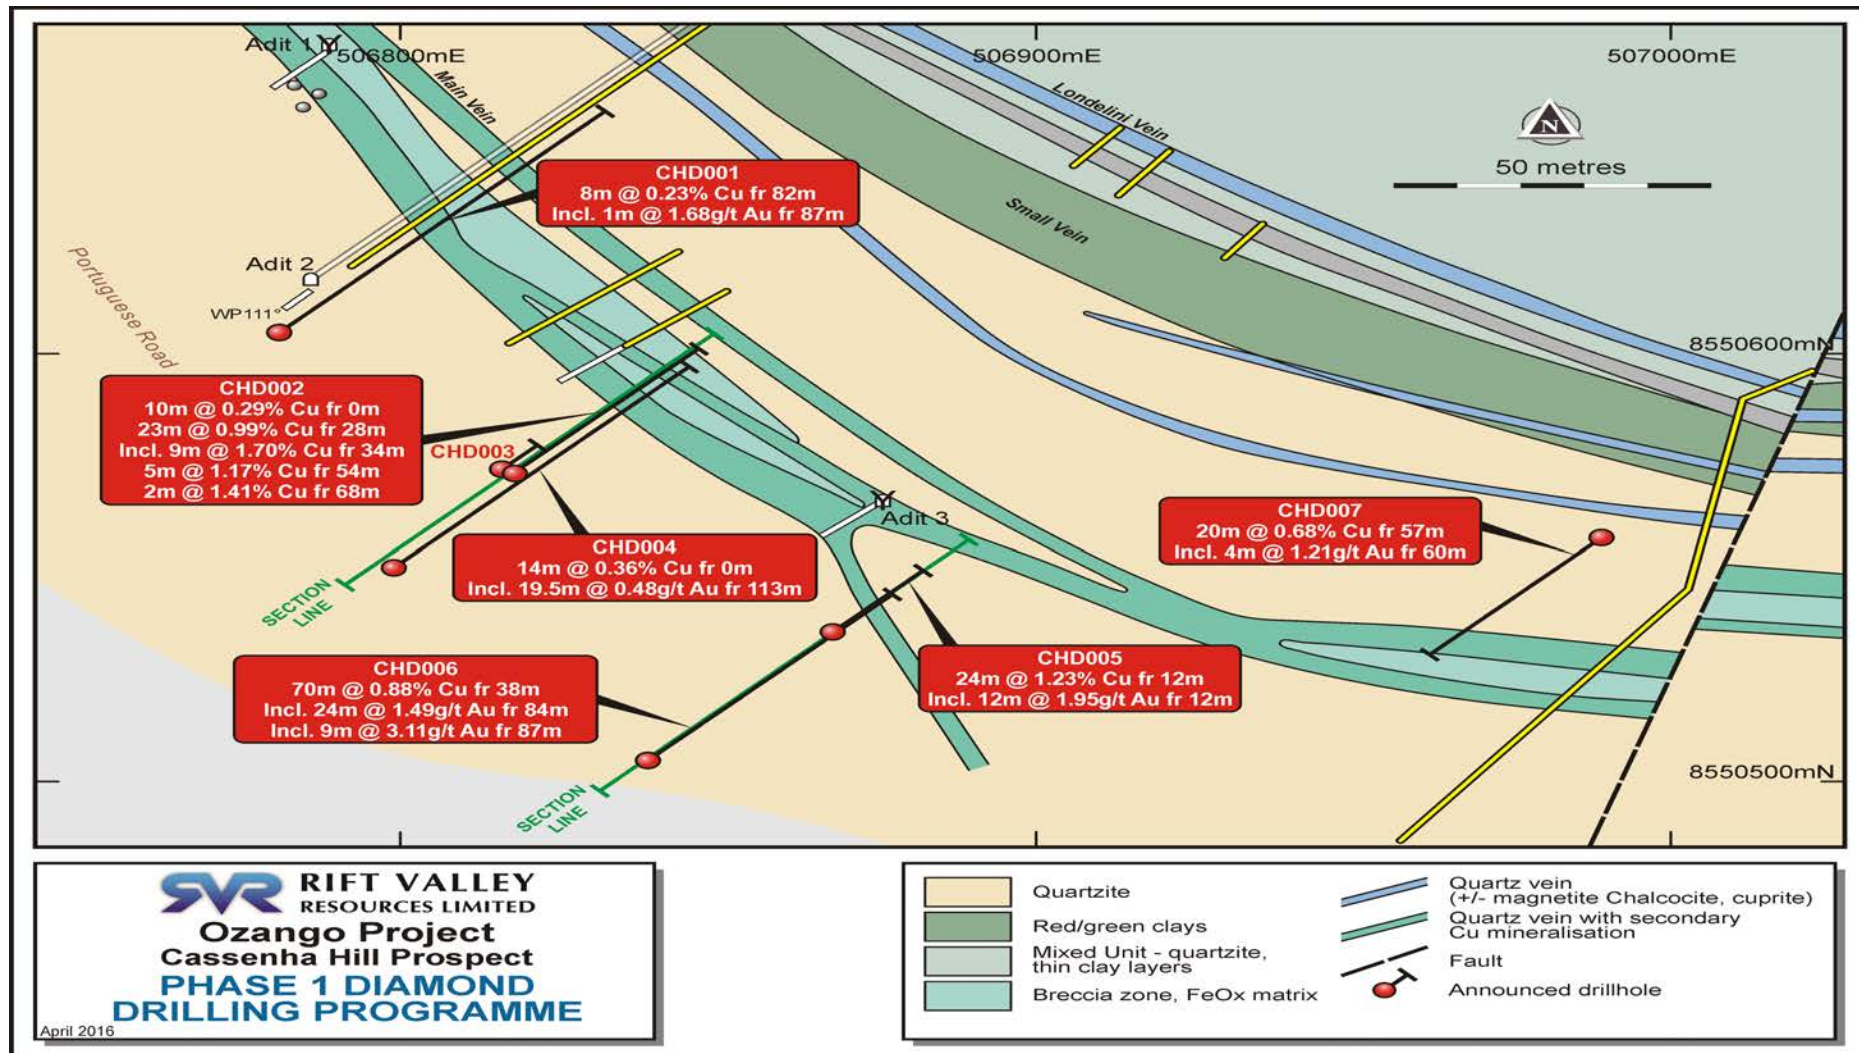 Adit 1
506800mE
506900mE
507000mE
Main Vein
Londelini Vein
N
50 metres
CHD001
8m @ 0.23% Cu fr 82m
Incl. 1m @ 1.68g/t Au fr 87m
Small Vein
Adit 2
WP111°
Portuguese Road
8550600mN
CHD002
10m @ 0.29% Cu fr 0m
23m @ 0.99% Cu fr 28m
Incl. 9m @ 1.70% Cu fr 34m
5m @ 1.17% Cu fr 54m
2m @ 1.41% Cu fr 68m
CHD003
Adit 3
CHD007
20m @ 0.68% Cu fr 57m
Incl. 4m @ 1.21g/t Au fr 60m
CHD004
14m @ 0.36% Cu fr 0m
Incl. 19.5m @ 0.48g/t Au fr 113m
SECTION
LINE
CHD005
24m @ 1.23% Cu fr 12m
Incl. 12m @ 1.95g/t Au fr 12m
CHD006
70m @ 0.88% Cu fr 38m
Incl. 24m @ 1.49g/t Au fr 84m
Incl. 9m @ 3.11g/t Au fr 87m
SECTION
LINE
8550500mN
SVR
RIFT VALLEY
RESOURCES LIMITED
Ozango Project
Cassenha Hill Prospect
PHASE 1 DIAMOND
DRILLING PROGRAMME
April 2016
Quartzite
Red/green clays
Mixed Unit - quartzite,
thin clay layers
Breccia zone, FeOx matrix
Quartz vein
(+/- magnetite Chalcocite, cuprite)
Quartz vein with secondary
Cu mineralisation
Fault
Announced drillhole